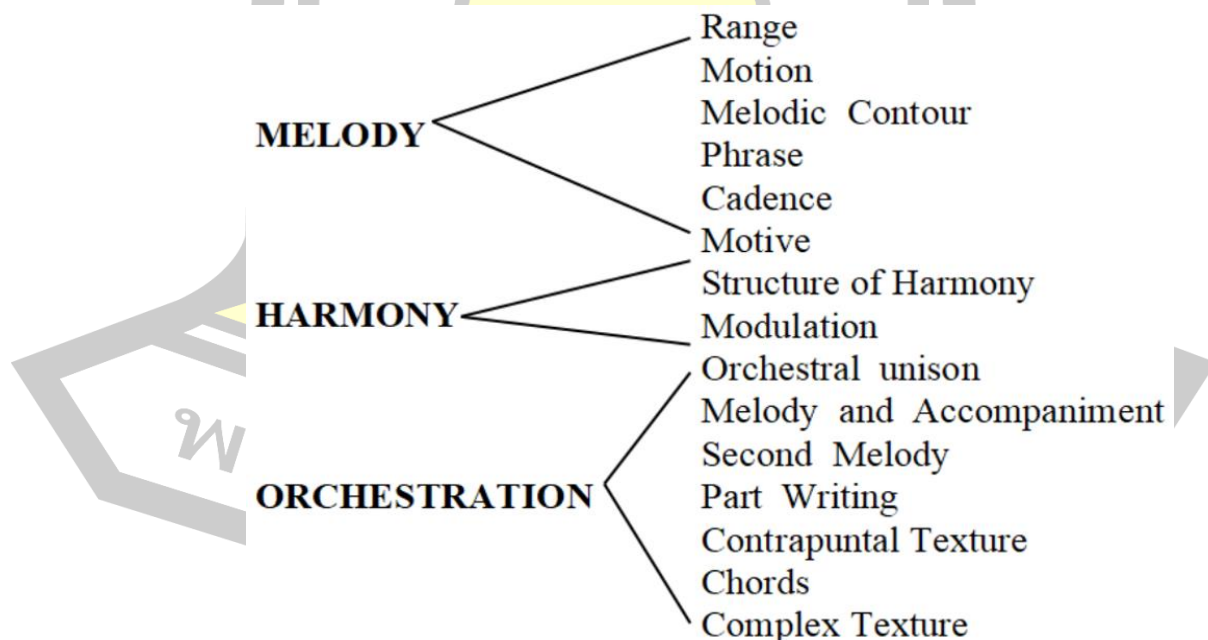 Range
Motion
MELODY
Melodic Contour
Phrase
Cadence
Motive
Structure of Harmony
HARMONY
Modulation
Orchestral unison
Melody and Accompaniment
Second Melody
ORCHESTRATION
Part Writing
Contrapuntal Texture
Chords
Complex Texture